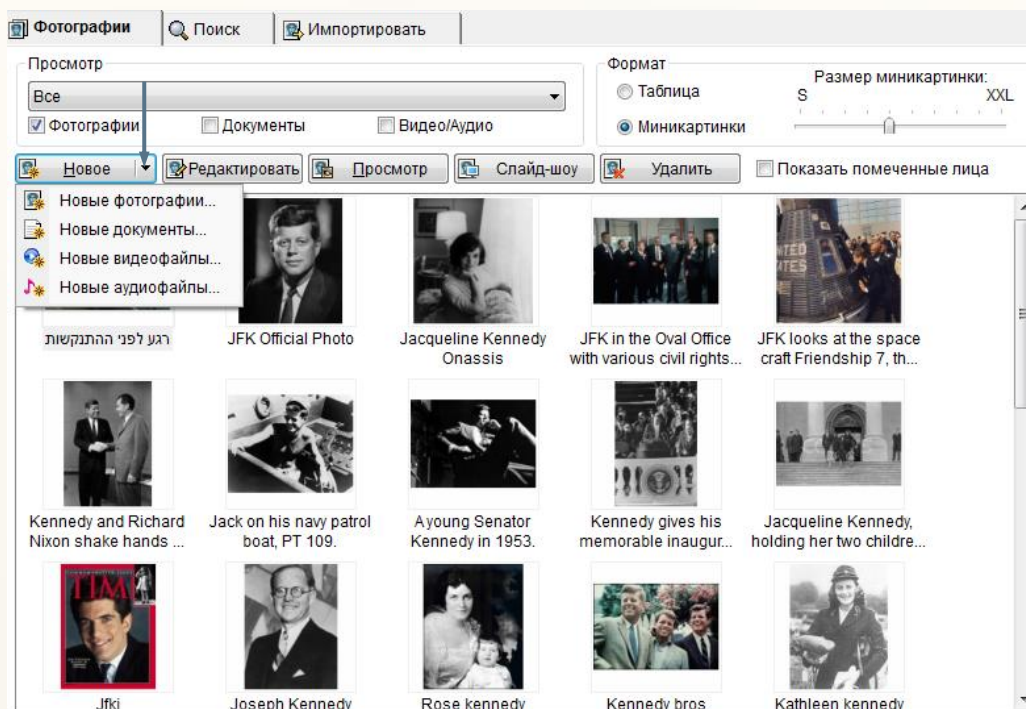 Фотографии
Поиск
Импортировать
Просмотр
Все
Фотографии
Документы
Видео/Аудио
Формат
Таблица
Миникартинки
Размер миникартинки:
S XXL
Новое
Редактировать
Просмотр
Слайд-шоу
Удалить
Показать помеченные лица
Новые фотографии...
Новые документы...
Новые видеофайлы...
Новые аудиофайлы...
UNITED
STATES
רגע לפני ההתנקשות
JFK Official Photo
Jacqueline Kennedy
Onassis
JFK in the Oval Office
with various civil rights...
JFK looks at the space
craft Friendship 7, th...
Kennedy and Richard
Nixon shake hands ...
Jack on his navy patrol
boat, PT 109.
A young Senator
Kennedy in 1953.
Kennedy gives his
memorable inaugur...
Jacqueline Kennedy,
holding her two childre...
TIME
Jfkj
Joseph Kennedy
Rose kennedy
Kennedy bros
Kathleen kennedy